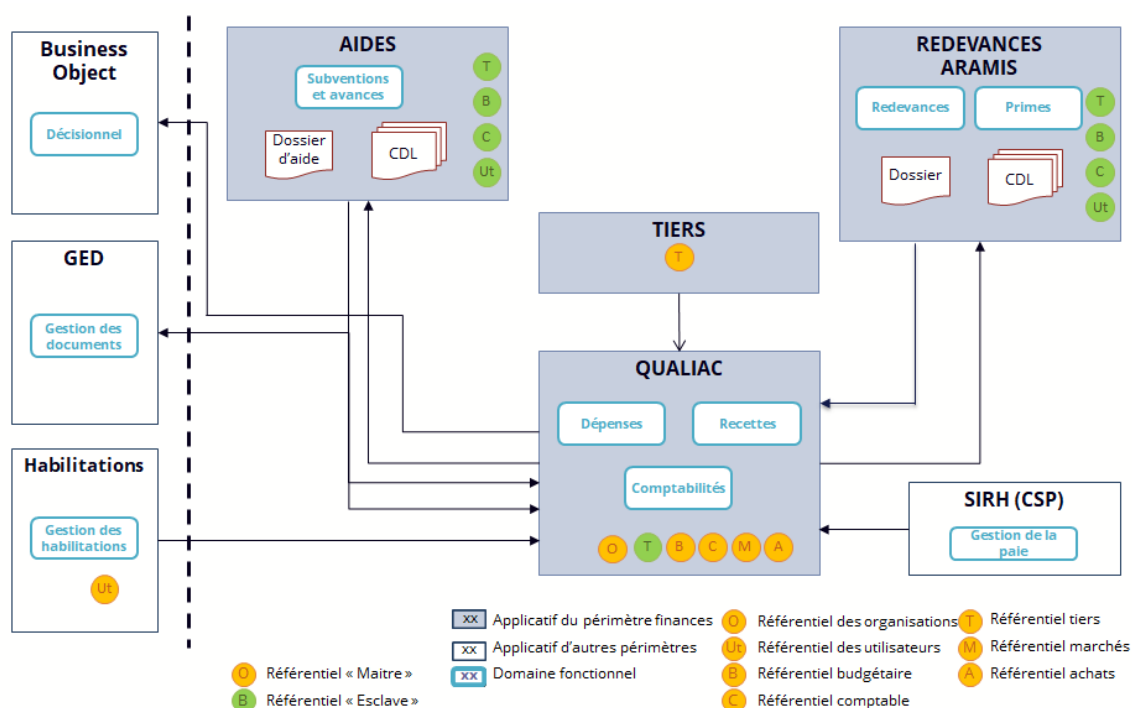 Business
Object
Décisionnel
GED
Gestion des
documents
Habilitations
Gestion des
habilitations
Ut
AIDES
Subventions
et avances
Dossier
d'aide
CDL
T
B
C
Ut
TIERS
T
REDEVANCES
ARAMIS
Redevances
Primes
Dossier
CDL
T
B
C
Ut
QUALIAC
Dépenses
Recettes
Comptabilités
O T B C M A
SIRH (CSP)
Gestion de la
paie
O Référentiel « Maitre »
B Référentiel « Esclave »
xx Applicatif du périmètre finances
xx Applicatif d'autres périmètres
xx Domaine fonctionnel
O Référentiel des organisations
Ut Référentiel des utilisateurs
B Référentiel budgétaire
C Référentiel comptable
T Référentiel tiers
M Référentiel marchés
A Référentiel achats